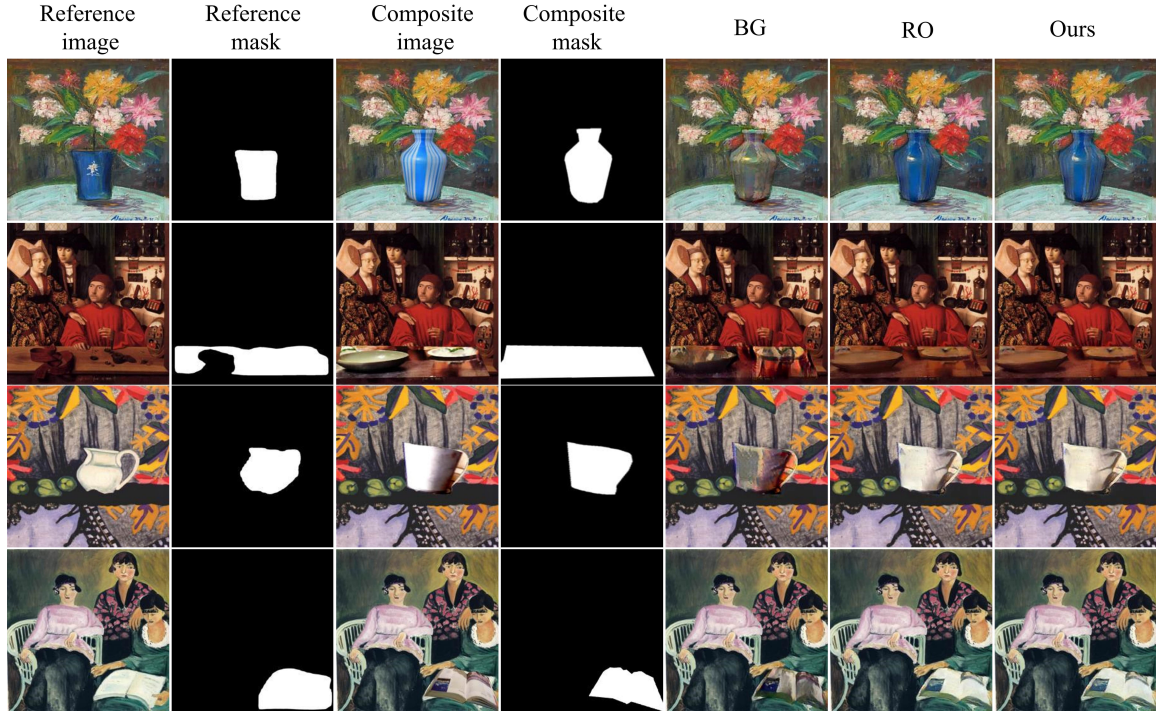 Reference
image
Reference
mask
Composite
image
Composite
mask
BG
RO
Ours